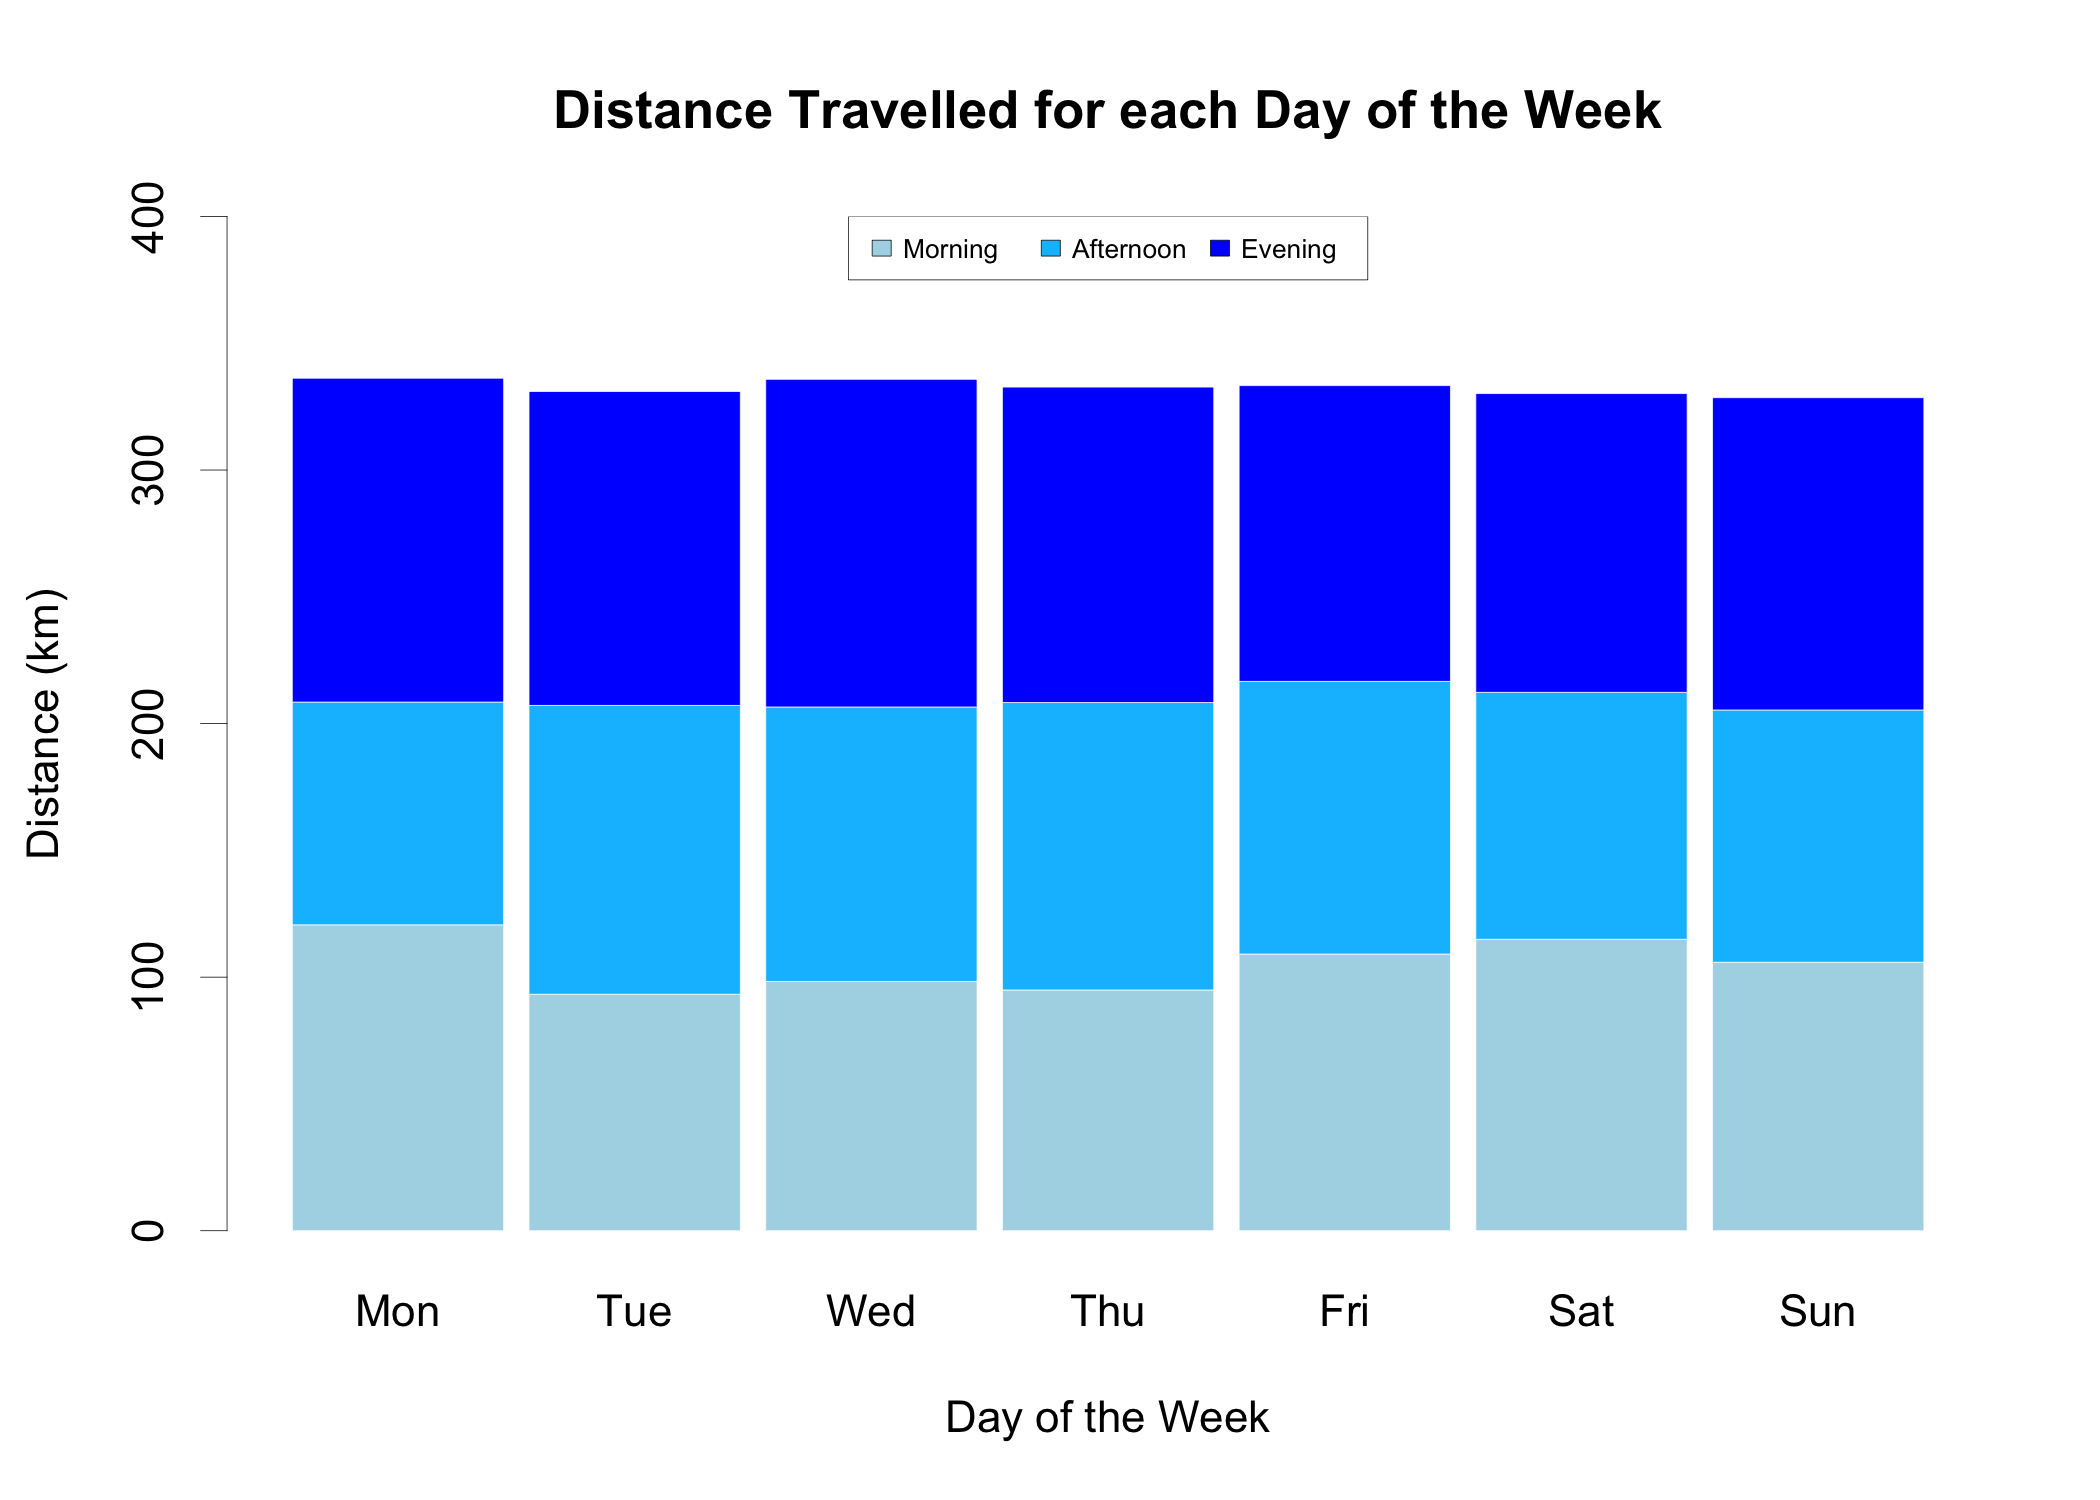 Distance Travelled for each Day of the Week
Morning Afternoon Evening
400
300
200
100
0
Distance (km)
Mon Tue Wed Thu Fri Sat Sun
Day of the Week